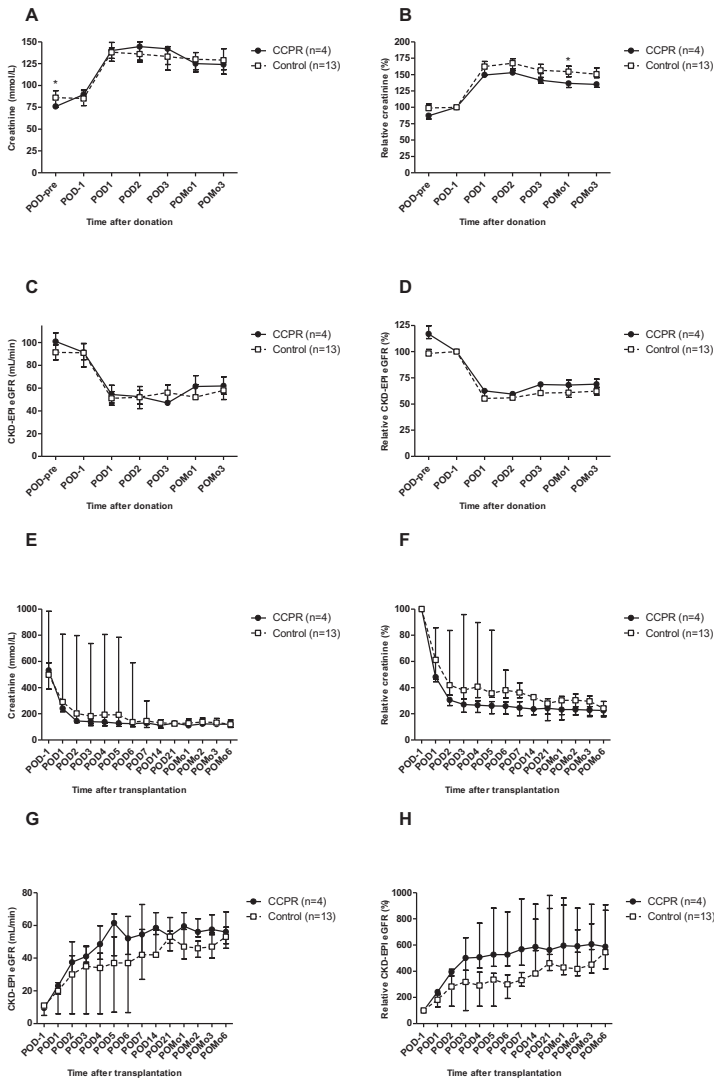 A
Creatinine (mmol/L)
150
125
100
75
50
25
0
*
CCPR (n=4)
Control (n=13)
POD-pre
POD-1
POD1
POD2
POD3
POMo1
POMo3
Time after donation
B
Relative creatinine (%)
200
175
150
125
100
75
50
25
0
*
CCPR (n=4)
Control (n=13)
POD-pre
POD-1
POD1
POD2
POD3
POMo1
POMo3
Time after donation
C
CKD-EPI eGFR (mL/min)
100
80
60
40
20
0
CCPR (n=4)
Control (n=13)
POD-pre
POD-1
POD1
POD2
POD3
POMo1
POMo3
Time after donation
D
Relative CKD-EPI eGFR (%)
125
100
75
50
25
0
CCPR (n=4)
Control (n=13)
POD-pre
POD-1
POD1
POD2
POD3
POMo1
POMo3
Time after donation
E
Creatinine (mmol/L)
1000
800
600
400
200
0
CCPR (n=4)
Control (n=13)
POD-1
POD1
POD2
POD3
POD4
POD5
POD6
POD7
POD14
POD21
POMo1
POMo2
POMo3
POMo6
Time after transplantation
F
Relative creatinine (%)
100
80
60
40
20
0
CCPR (n=4)
Control (n=13)
POD-1
POD1
POD2
POD3
POD4
POD5
POD6
POD7
POD14
POD21
POMo1
POMo2
POMo3
POMo6
Time after transplantation
G
CKD-EPI eGFR (mL/min)
80
60
40
20
0
CCPR (n=4)
Control (n=13)
POD-1
POD1
POD2
POD3
POD4
POD5
POD6
POD7
POD14
POD21
POMo1
POMo2
POMo3
POMo6
Time after transplantation
H
Relative CKD-EPI eGFR (%)
1000
800
600
400
200
0
CCPR (n=4)
Control (n=13)
POD-1
POD1
POD2
POD3
POD4
POD5
POD6
POD7
POD14
POD21
POMo1
POMo2
POMo3
POMo6
Time after transplantation